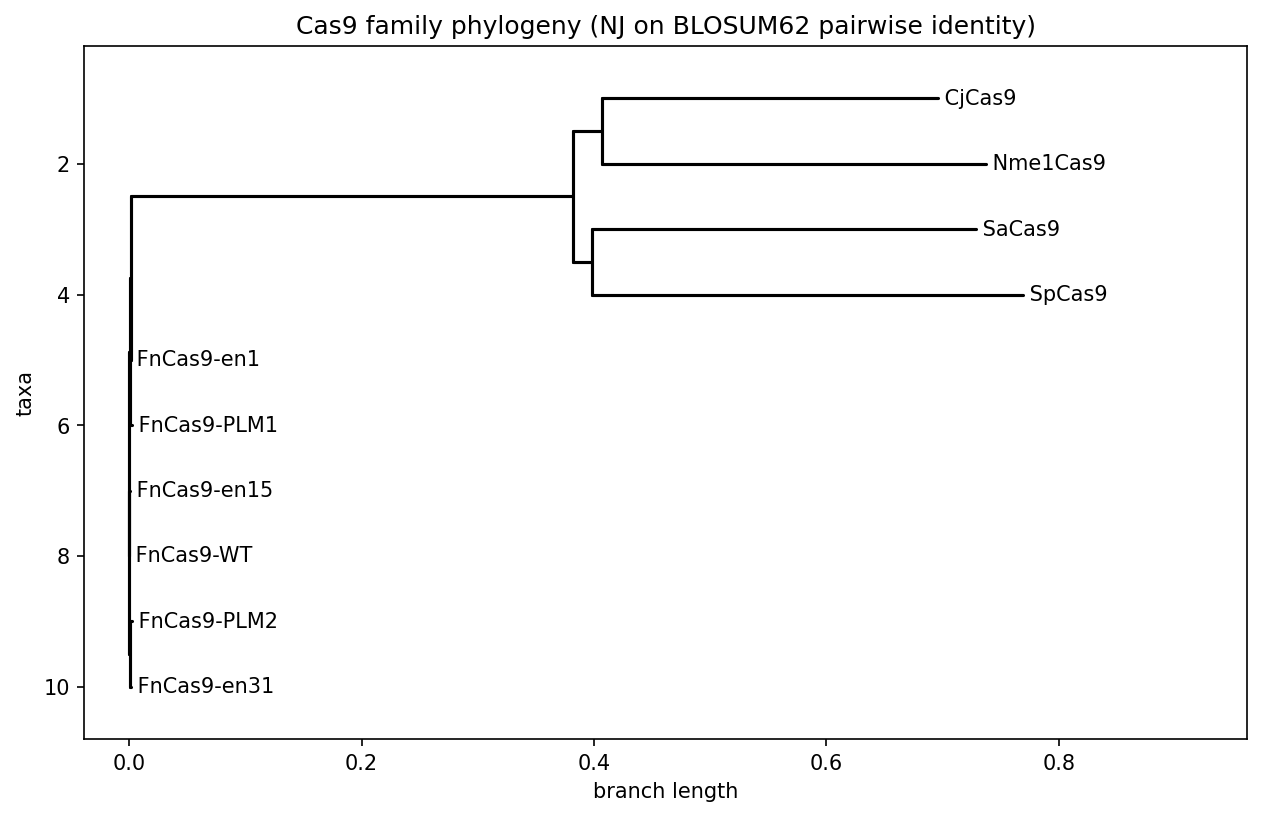 Cas9 family phylogeny (NJ on BLOSUM62 pairwise identity)
CjCas9
2
Nme1Cas9
SaCas9
4
SpCas9
FnCas9-en1
taxa
6
FnCas9-PLM1
FnCas9-en15
8
FnCas9-WT
FnCas9-PLM2
10
FnCas9-en31
0.0 0.2 0.4 0.6 0.8
branch length